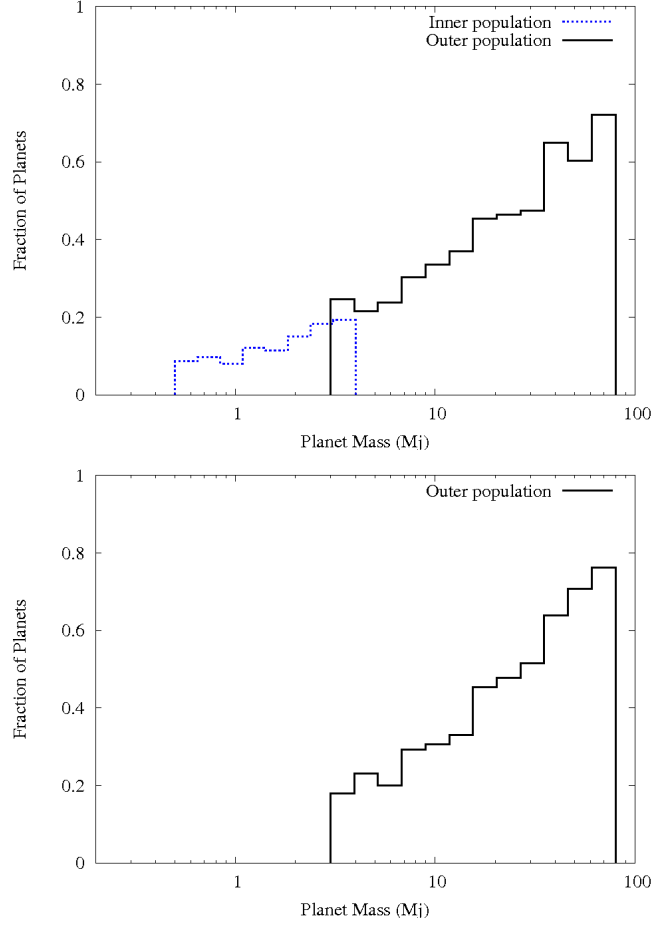 1
Inner population
Outer population
0.8
0.6
0.4
0.2
0
Fraction of Planets
1
10
100
Planet Mass (Mj)
1
Outer population
0.8
0.6
0.4
0.2
0
Fraction of Planets
1
10
100
Planet Mass (Mj)